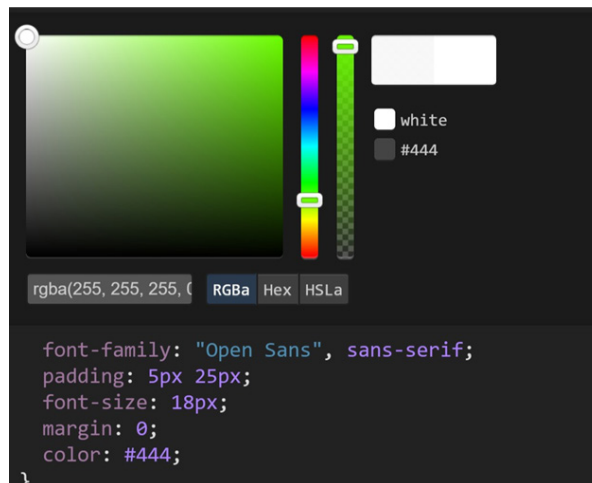 white
#444
rgba(255, 255, 255, 0
RGBa Hex HSLa
font-family: "Open Sans", sans-serif;
padding: 5px 25px;
font-size: 18px;
margin: 0;
color: #444;
}